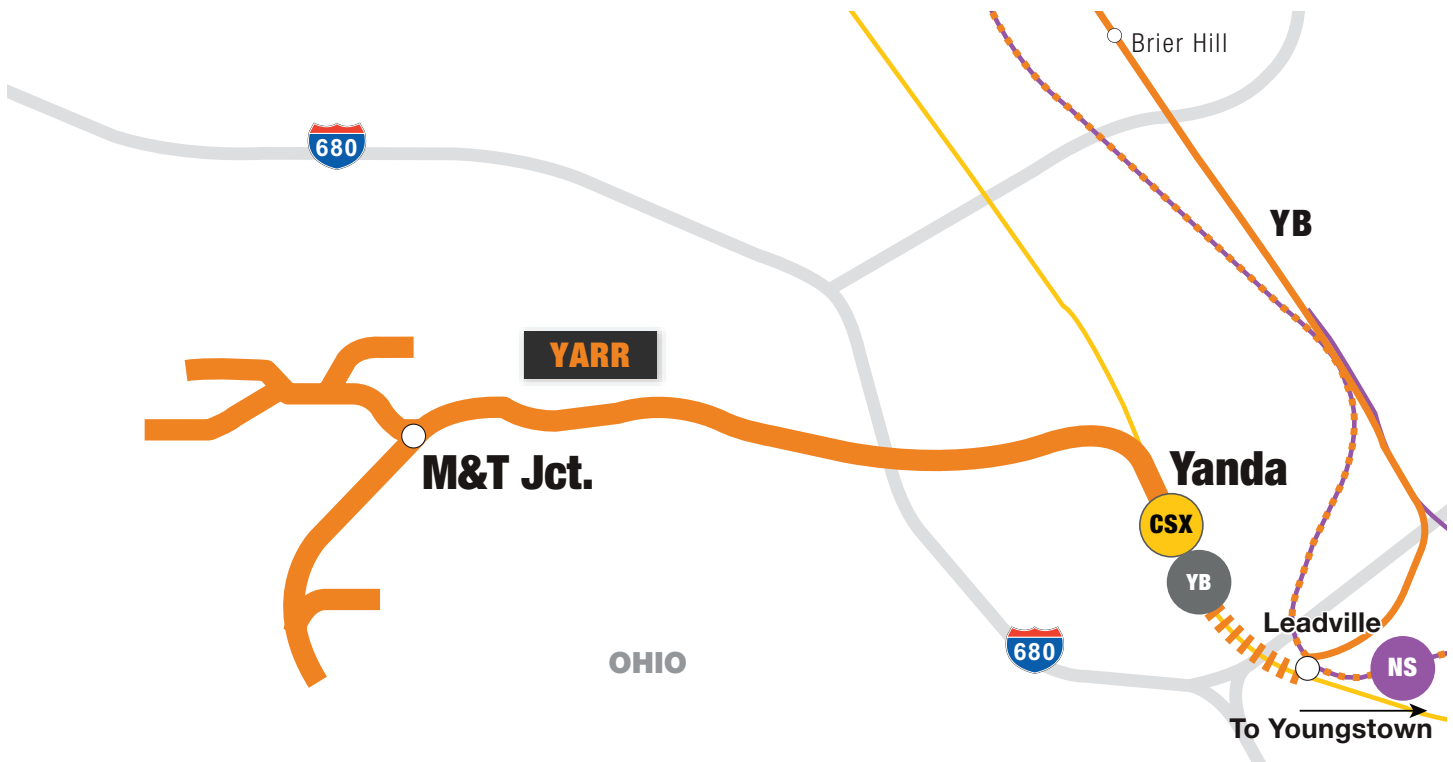 Brier Hill
680
YB
YARR
M&T Jct.
Yanda
CSX
YB
Leadville
680
OHIO
NS
To Youngstown